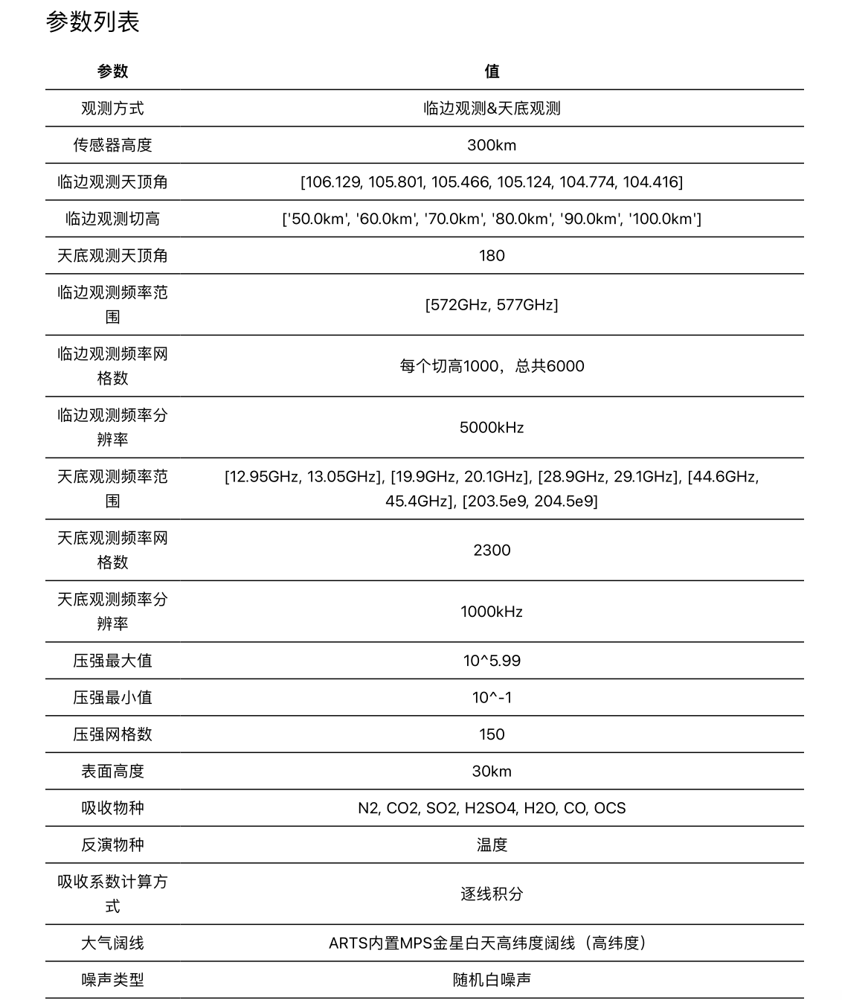 参数列表
参数 值
观测方式 临边观测&天底观测
传感器高度 300km
临边观测天顶角 [106.129, 105.801, 105.466, 105.124, 104.774, 104.416]
临边观测切高 ['50.0km', '60.0km', '70.0km', '80.0km', '90.0km', '100.0km']
天底观测天顶角 180
临边观测频率范
围
[572GHz, 577GHz]
临边观测频率网
格数
每个切高1000，总共6000
临边观测频率分
辨率
5000kHz
天底观测频率范
围
[12.95GHz, 13.05GHz], [19.9GHz, 20.1GHz], [28.9GHz, 29.1GHz], [44.6GHz,
45.4GHz], [203.5e9, 204.5e9]
天底观测频率网
格数
2300
天底观测频率分
辨率
1000kHz
压强最大值 10^5.99
压强最小值 10^-1
压强网格数 150
表面高度 30km
吸收物种 N2, CO2, SO2, H2SO4, H2O, CO, OCS
反演物种 温度
吸收系数计算方
式
逐线积分
大气阔线 ARTS内置MPS金星白天高纬度阔线（高纬度）
噪声类型 随机白噪声